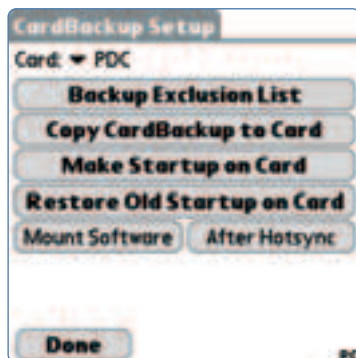 CardBackup Setup
Card: PDC
Backup Exclusion List
Copy CardBackup to Card
Make Startup on Card
Restore Old Startup on Card
Mount Software After Hotsync
Done